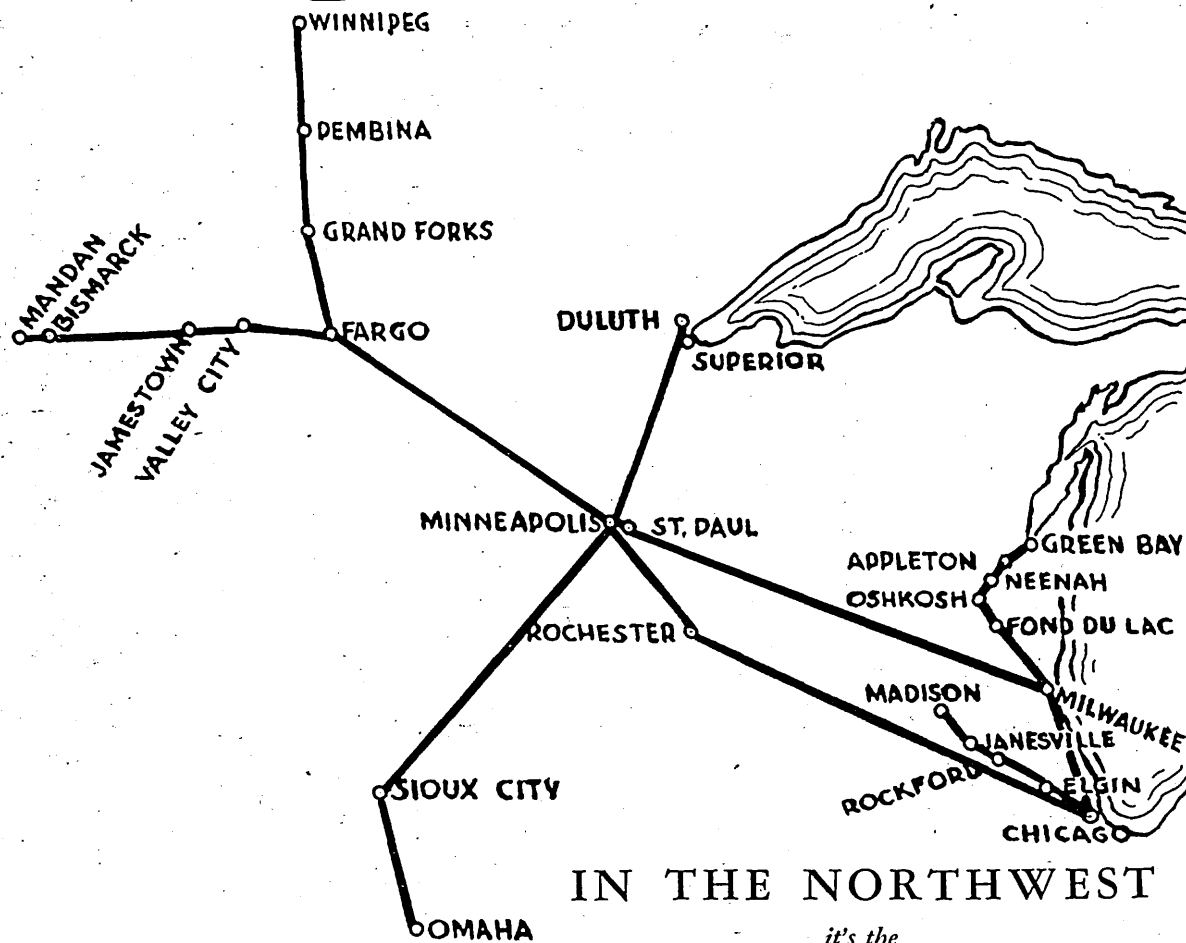 WINNIPEG
PEMBINA
GRAND FORKS
MANDAN
BISMARCK
FARGO
JAMESTOWN
VALLEY CITY
DULUTH
SUPERIOR
MINNEAPOLIS
ST. PAUL
GREEN BAY
APPLETON
NEENAH
OSHKOSH
FOND DU LAC
ROCHESTER
MADISON
MILWAUKEE
JANESVILLE
ROCKFORD
ELGIN
SIOUX CITY
CHICAGO
IN THE NORTHWEST
OMAHA
it's the